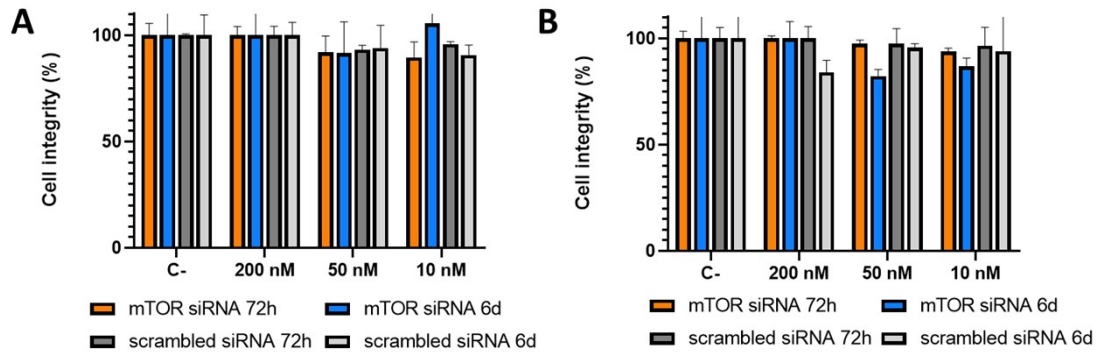 A
Cell integrity (%)
100
50
0
C- 200 nM 50 nM 10 nM
mTOR siRNA 72h mTOR siRNA 6d
scrambled siRNA 72h scrambled siRNA 6d
B
Cell integrity (%)
100
50
0
C- 200 nM 50 nM 10 nM
mTOR siRNA 72h mTOR siRNA 6d
scrambled siRNA 72h scrambled siRNA 6d